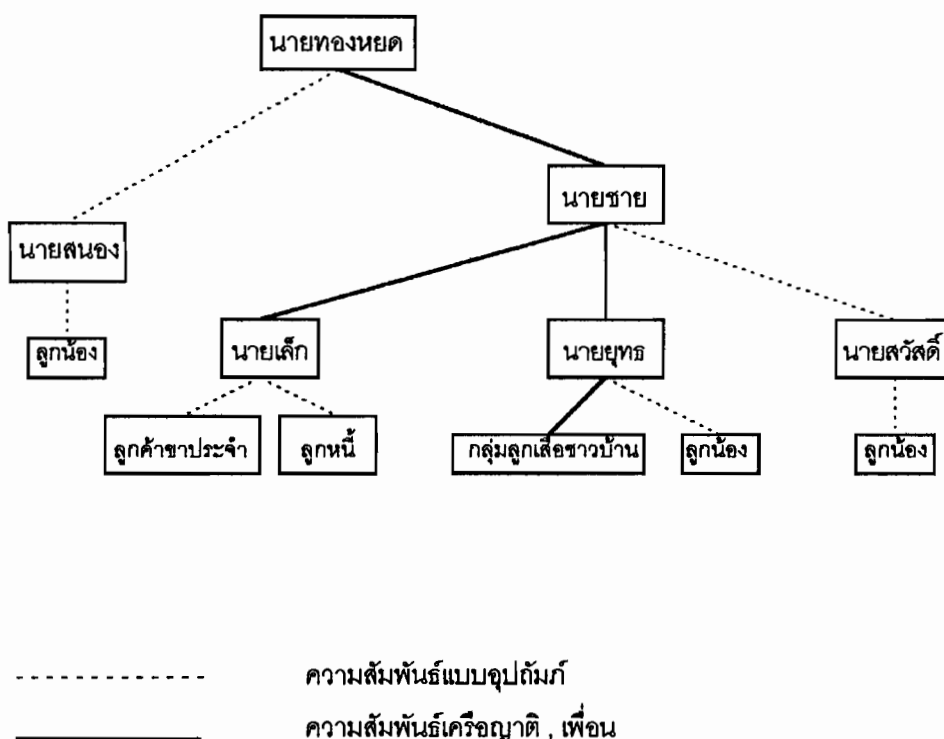 นายทองหยด
นายชาย
นายสนอง
นายเล็ก
นายยุทธ
นายสวัสดิ์
ลูกน้อง
ลูกค้าขาประจำ
ลูกหนี้
กลุ่มลูกเสือชาวบ้าน
ลูกน้อง
ลูกน้อง
ความสัมพันธ์แบบอุปถัมภ์
ความสัมพันธ์เครือญาติ , เพื่อน